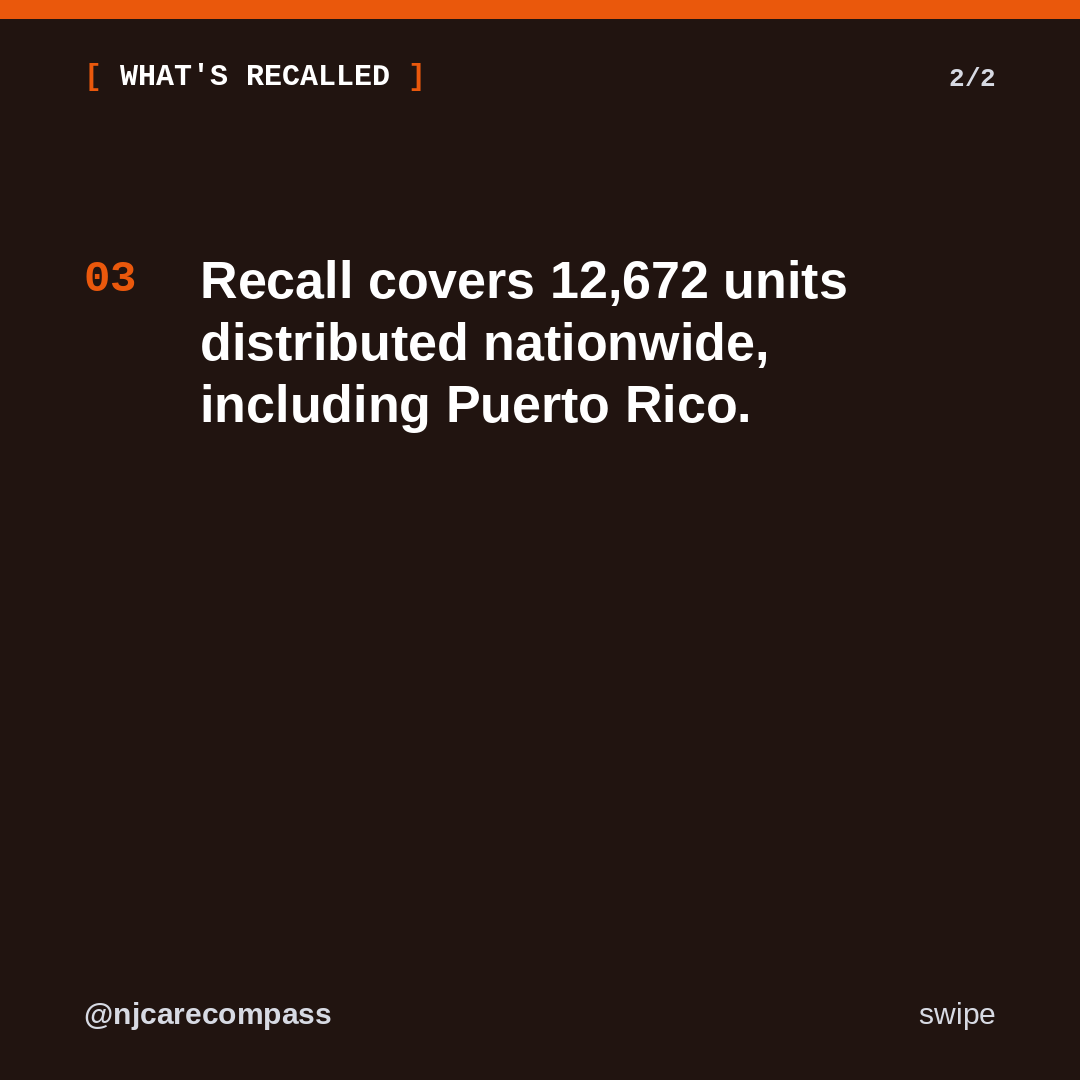 [ WHAT'S RECALLED ]
2/2
03
Recall covers 12,672 units
distributed nationwide,
including Puerto Rico.
@njcarecompass
swipe